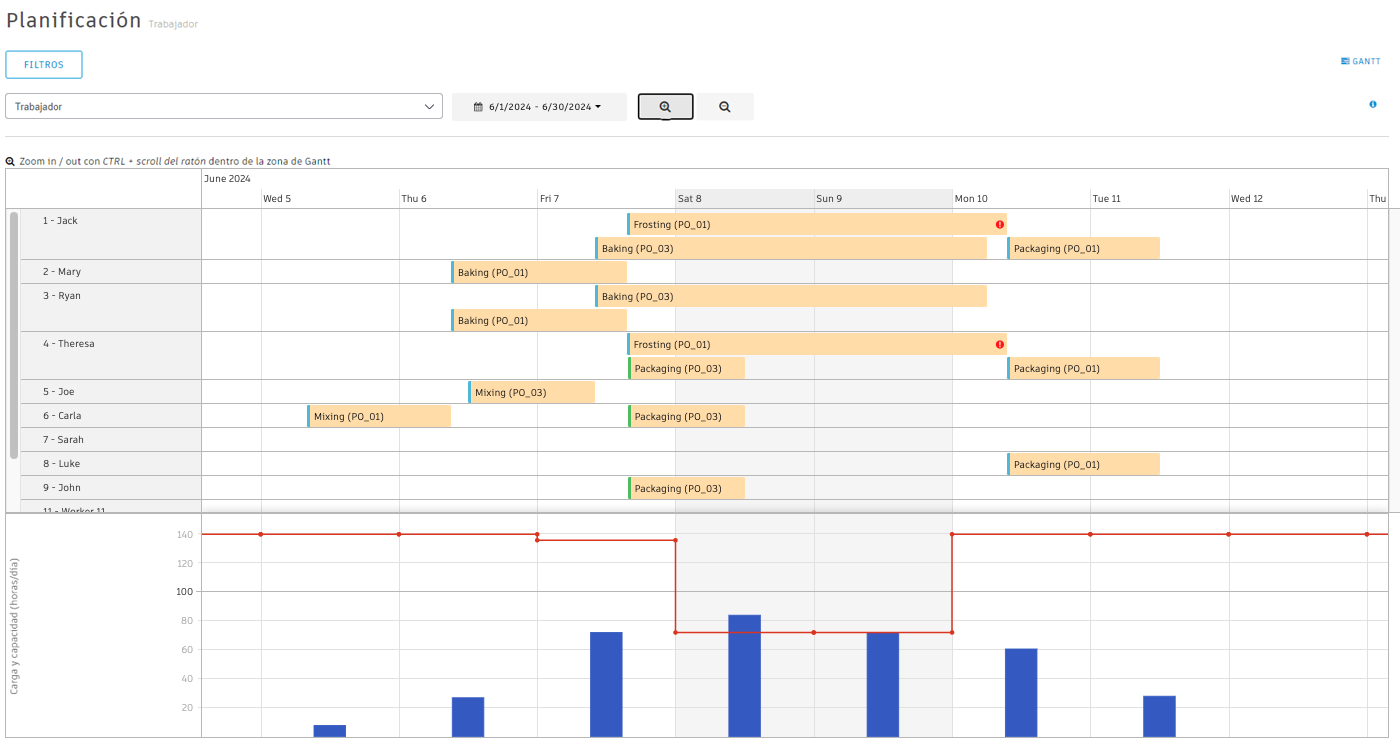 Planificación Trabajador
FILTROS
GANTT
Trabajador
6/1/2024 - 6/30/2024
Zoom in / out con CTRL + scroll del ratón dentro de la zona de Gantt
June 2024
Wed 5 Thu 6 Fri 7 Sat 8 Sun 9 Mon 10 Tue 11 Wed 12 Thu
1 - Jack
Frosting (PO_01)
Baking (PO_03) Packaging (PO_01)
2 - Mary Baking (PO_01)
3 - Ryan Baking (PO_03)
Baking (PO_01)
4 - Theresa Frosting (PO_01)
Packaging (PO_03) Packaging (PO_01)
5 - Joe Mixing (PO_03)
6 - Carla Mixing (PO_01) Packaging (PO_03)
7 - Sarah
8 - Luke Packaging (PO_01)
9 - John Packaging (PO_03)
11 - Worker 11
Carga y capacidad (horas/día)
140
120
100
80
60
40
20